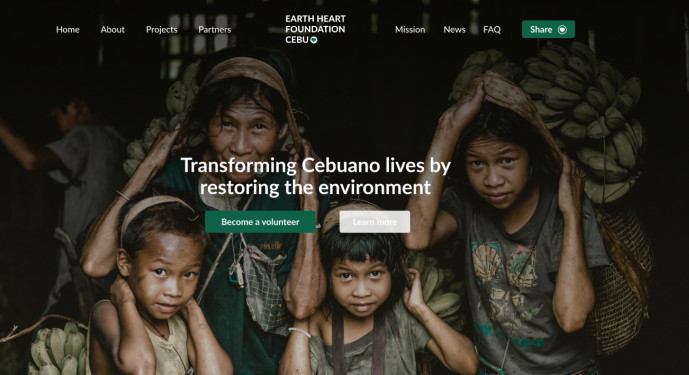 Home
About
Projects
Partners
EARTH HEART
FOUNDATION
CEBU
Mission
News
FAQ
Share
Transforming Cebuano lives by
restoring the environment
Become a volunteer
Learn more